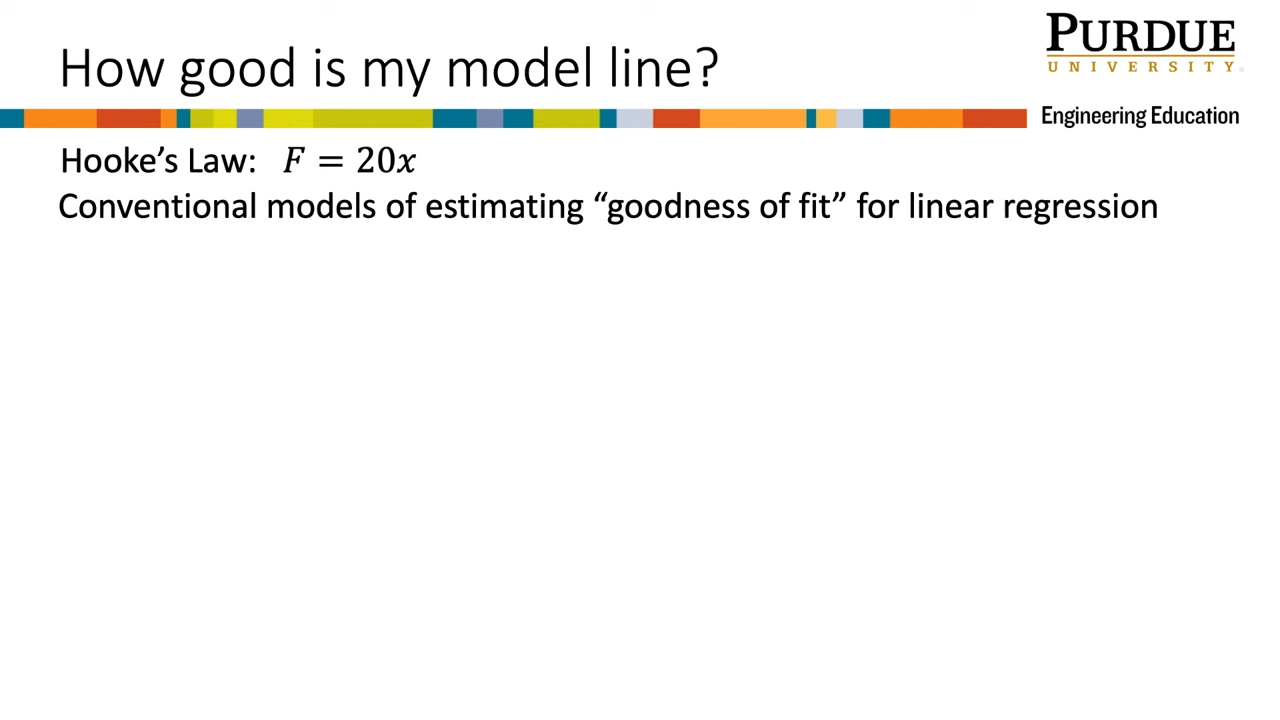 How good is my model line?
PURDUE
UNIVERSITY
Engineering Education
Hooke’s Law: F = 20x
Conventional models of estimating “goodness of fit” for linear regression